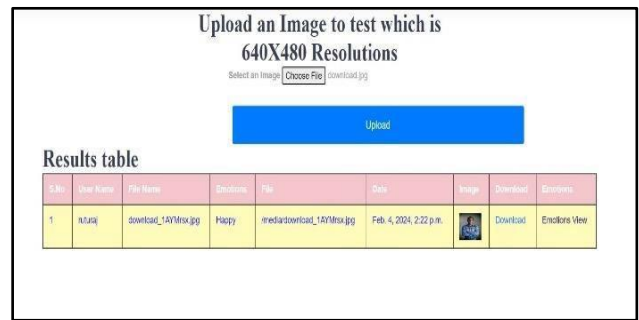 Upload an Image to test which is
640X480 Resolutions
Select an Image Choose File download.jpg
Upload
Results table
S.No User Name File Name Emotions File Date Image Download Emotions
1 ruturaj download_1AYMrsx.jpg Happy /mediardownload_1AYMrsx.jpg Feb. 4, 2024, 2:22 p.m. Download Emotions View